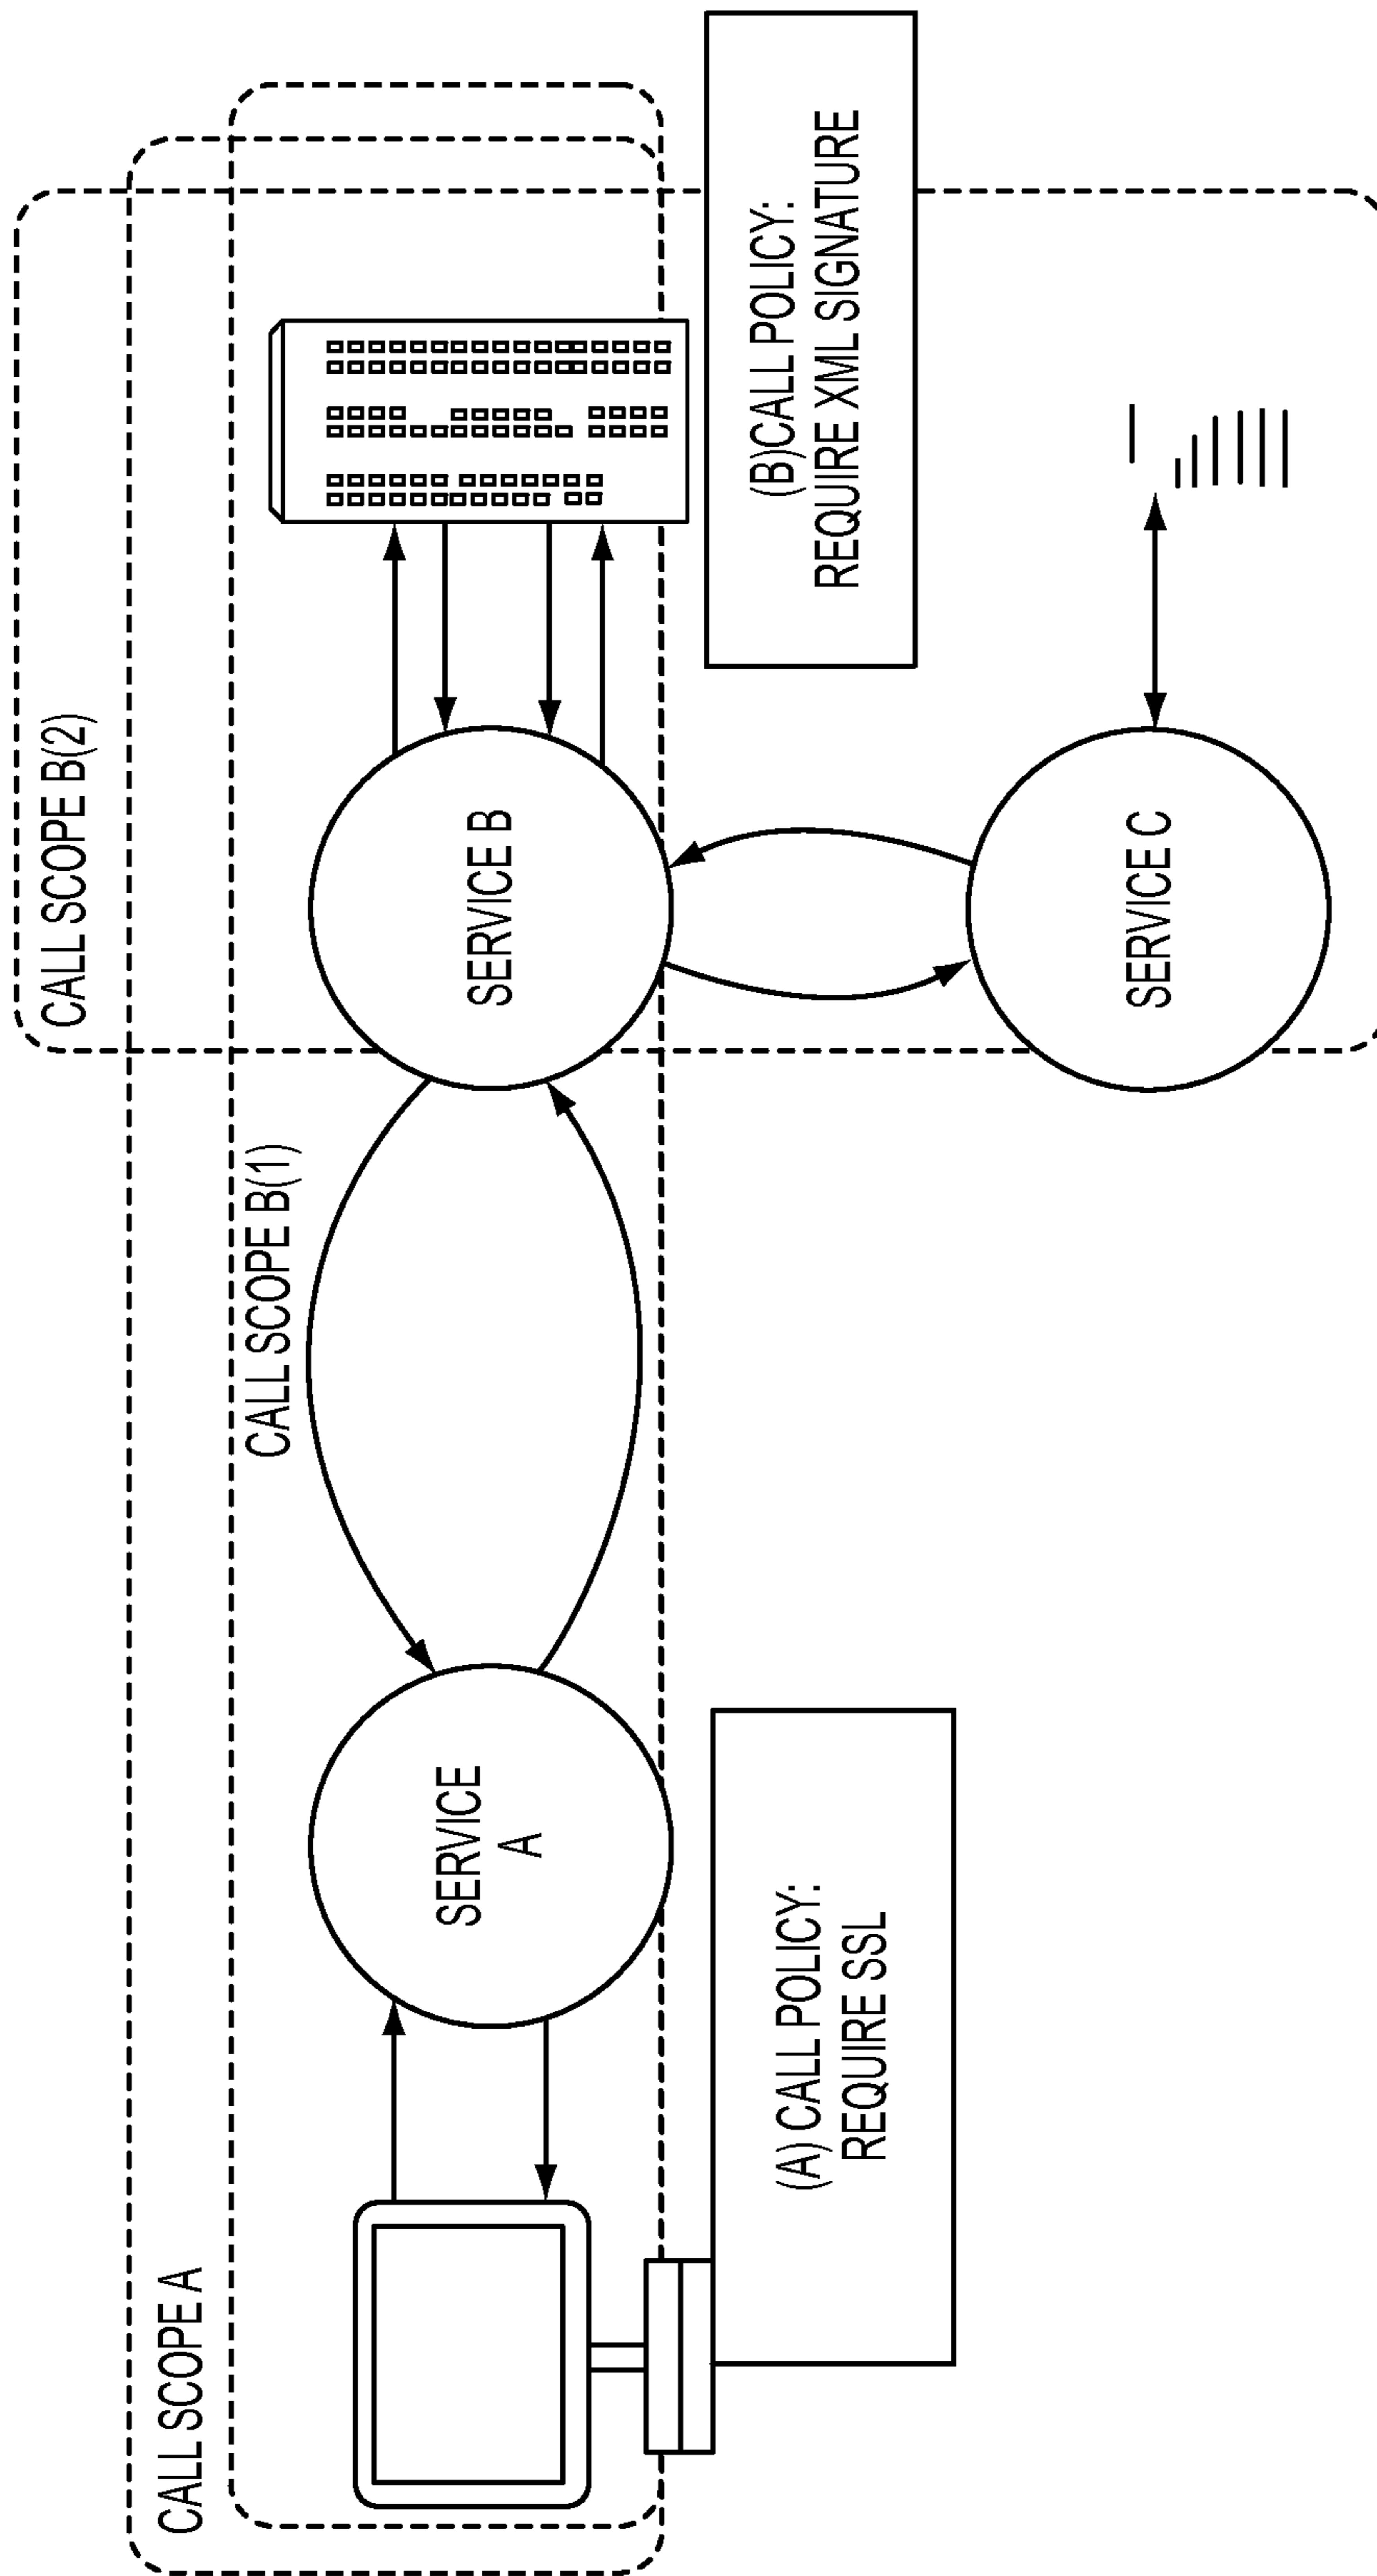 CALL SCOPE A
CALL SCOPE B(2)
CALL SCOPE B(1)
SERVICE
A
SERVICE B
(A) CALL POLICY:
REQUIRE SSL
(B)CALL POLICY:
REQUIRE XML SIGNATURE
SERVICE C